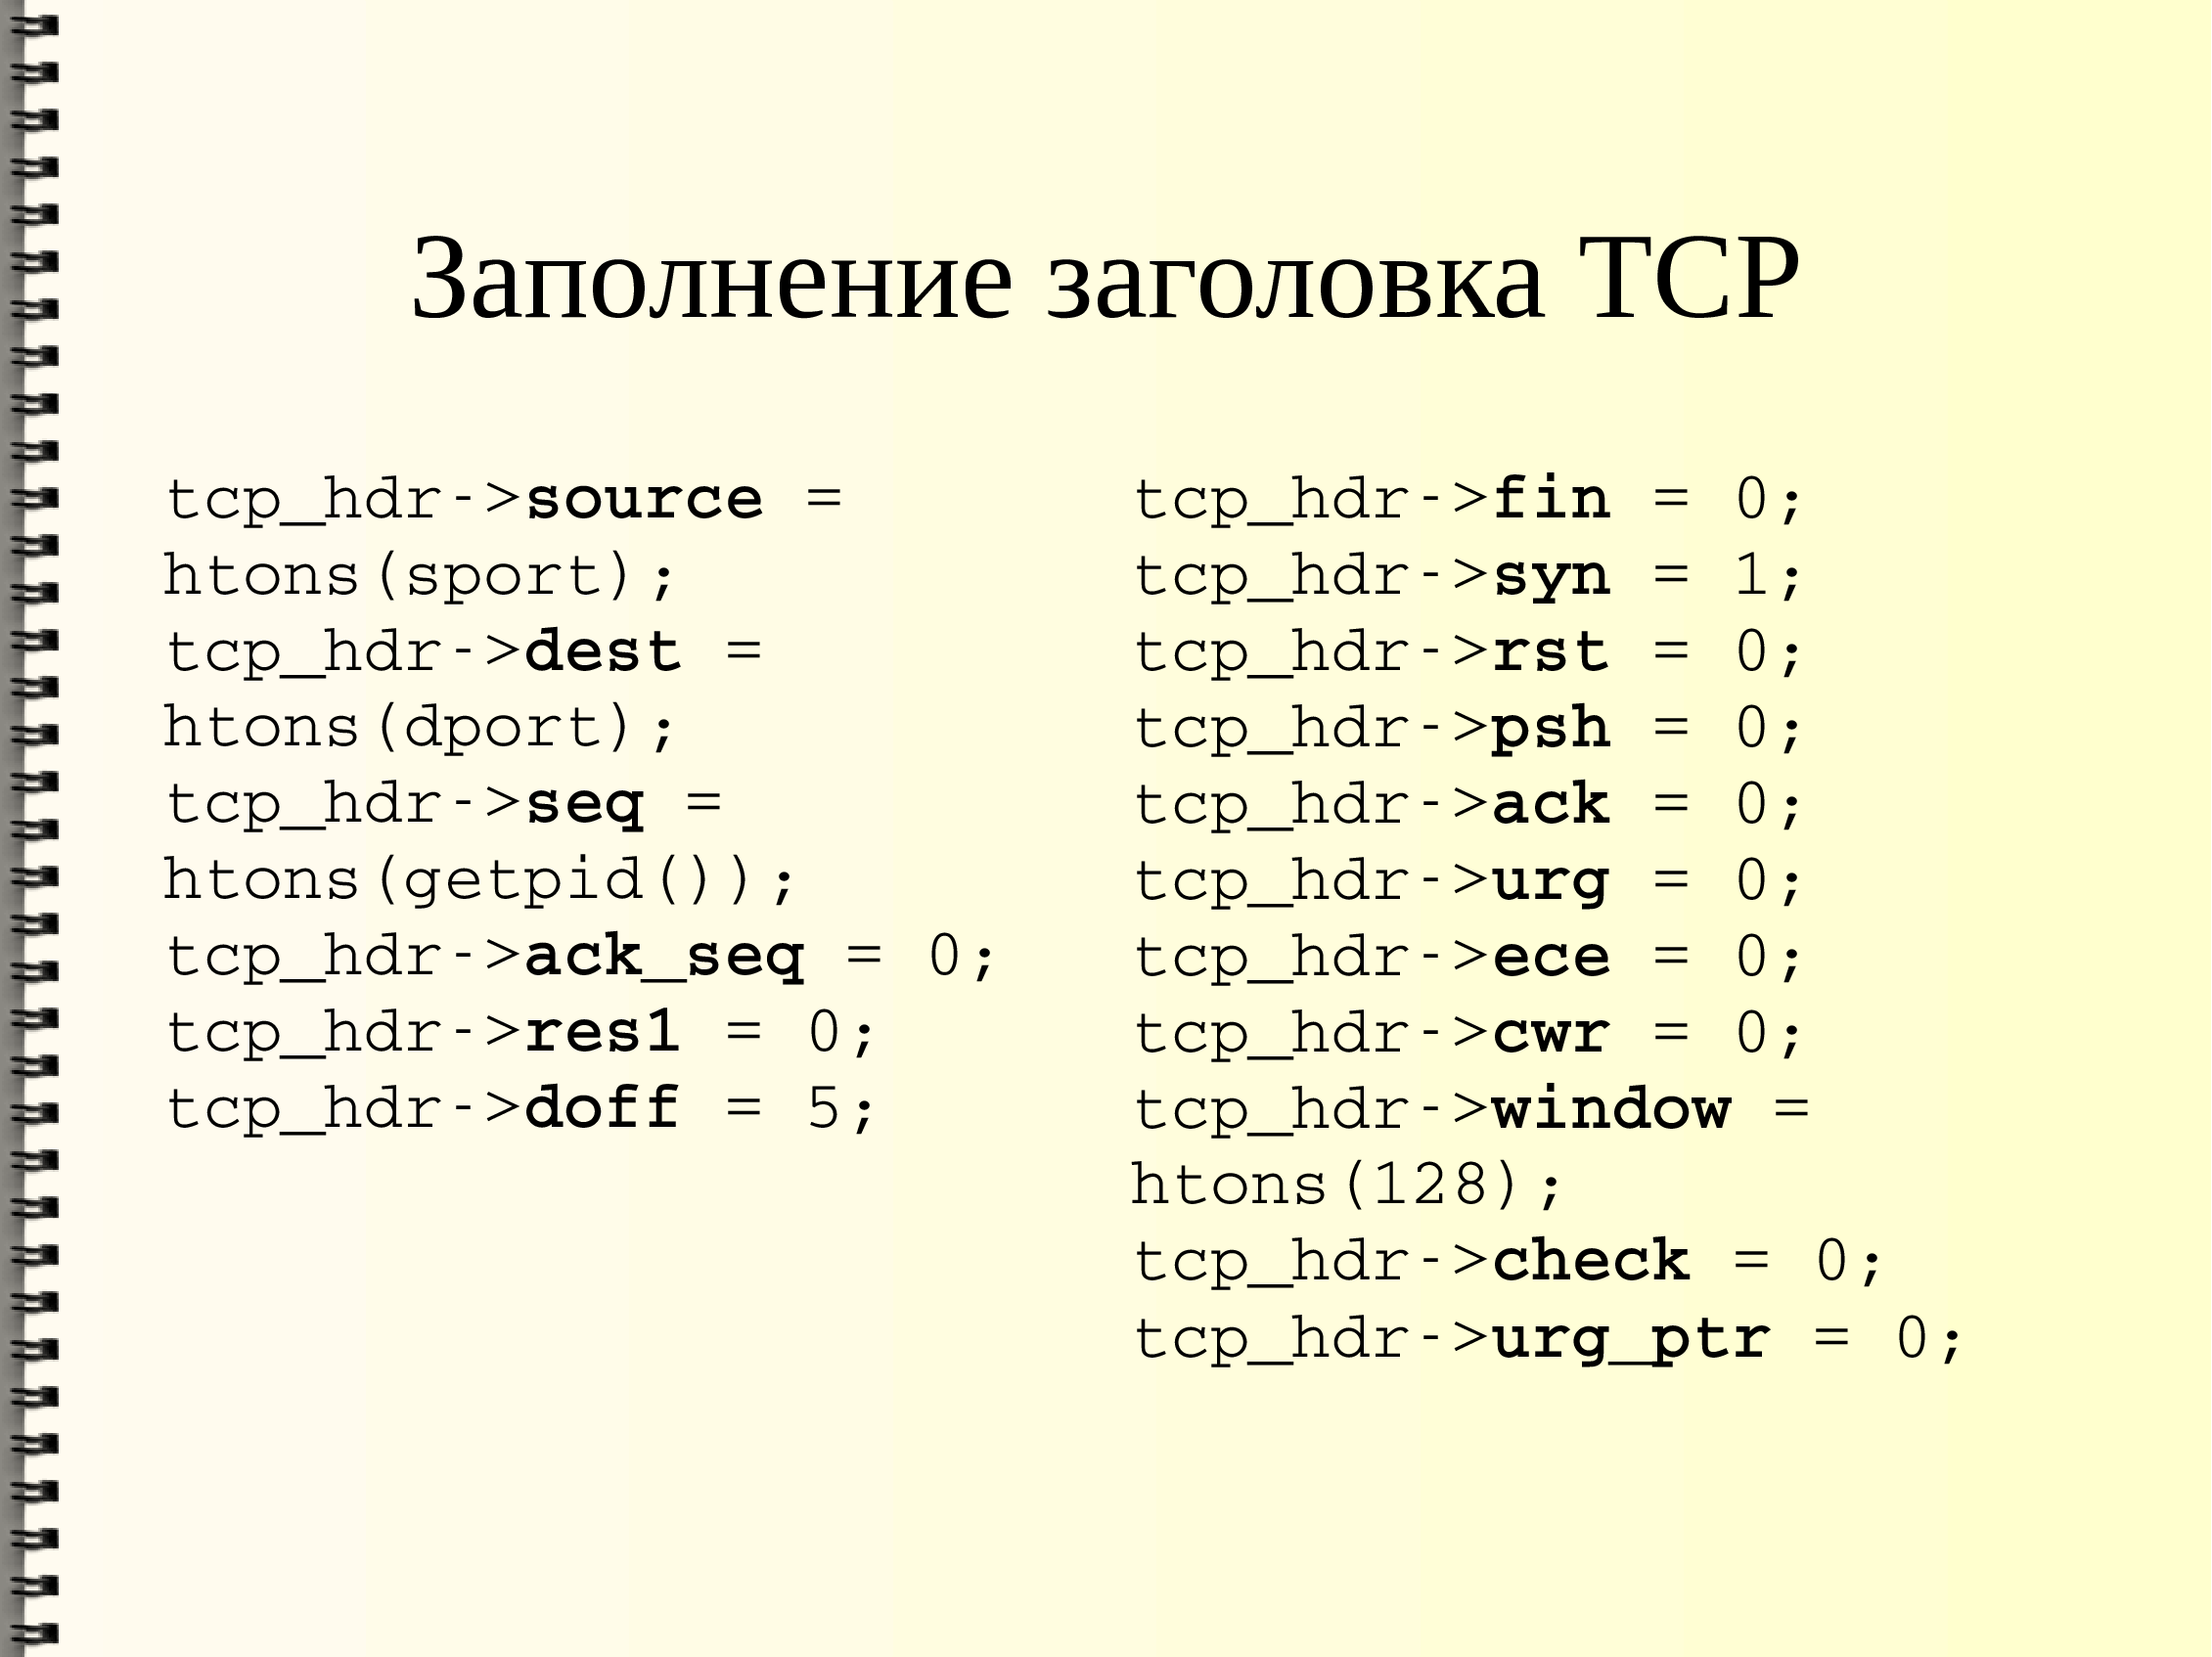 Заполнение заголовка TCP
tcp_hdr->source =
htons(sport);
tcp_hdr->dest =
htons(dport);
tcp_hdr->seq =
htons(getpid());
tcp_hdr->ack_seq = 0;
tcp_hdr->res1 = 0;
tcp_hdr->doff = 5;
tcp_hdr->fin = 0;
tcp_hdr->syn = 1;
tcp_hdr->rst = 0;
tcp_hdr->psh = 0;
tcp_hdr->ack = 0;
tcp_hdr->urg = 0;
tcp_hdr->ece = 0;
tcp_hdr->cwr = 0;
tcp_hdr->window =
htons(128);
tcp_hdr->check = 0;
tcp_hdr->urg_ptr = 0;